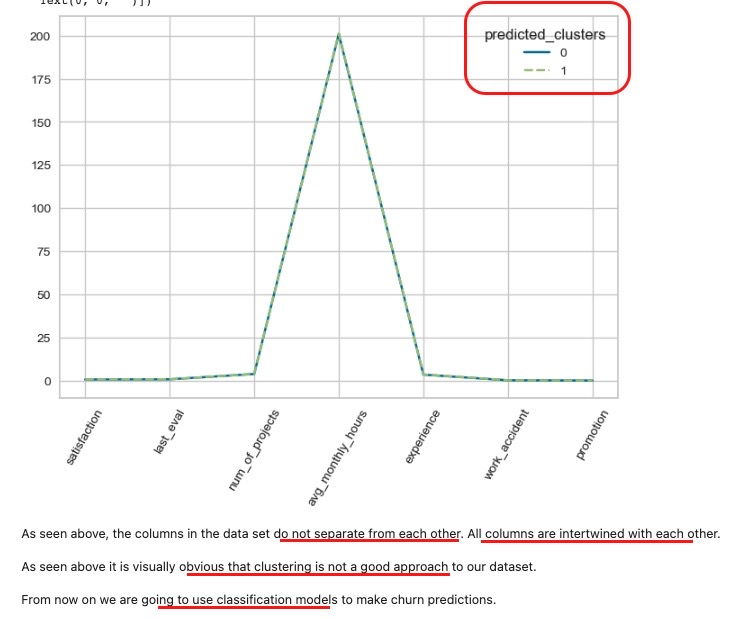 Text(0, 0, '')])
predicted_clusters
0
1
200
175
150
125
100
75
50
25
0
satisfaction
last_eval
num_of_projects
avg_monthly_hours
experience
work_accident
promotion
As seen above, the columns in the data set do not separate from each other. All columns are intertwined with each other.
As seen above it is visually obvious that clustering is not a good approach to our dataset.
From now on we are going to use classification models to make churn predictions.